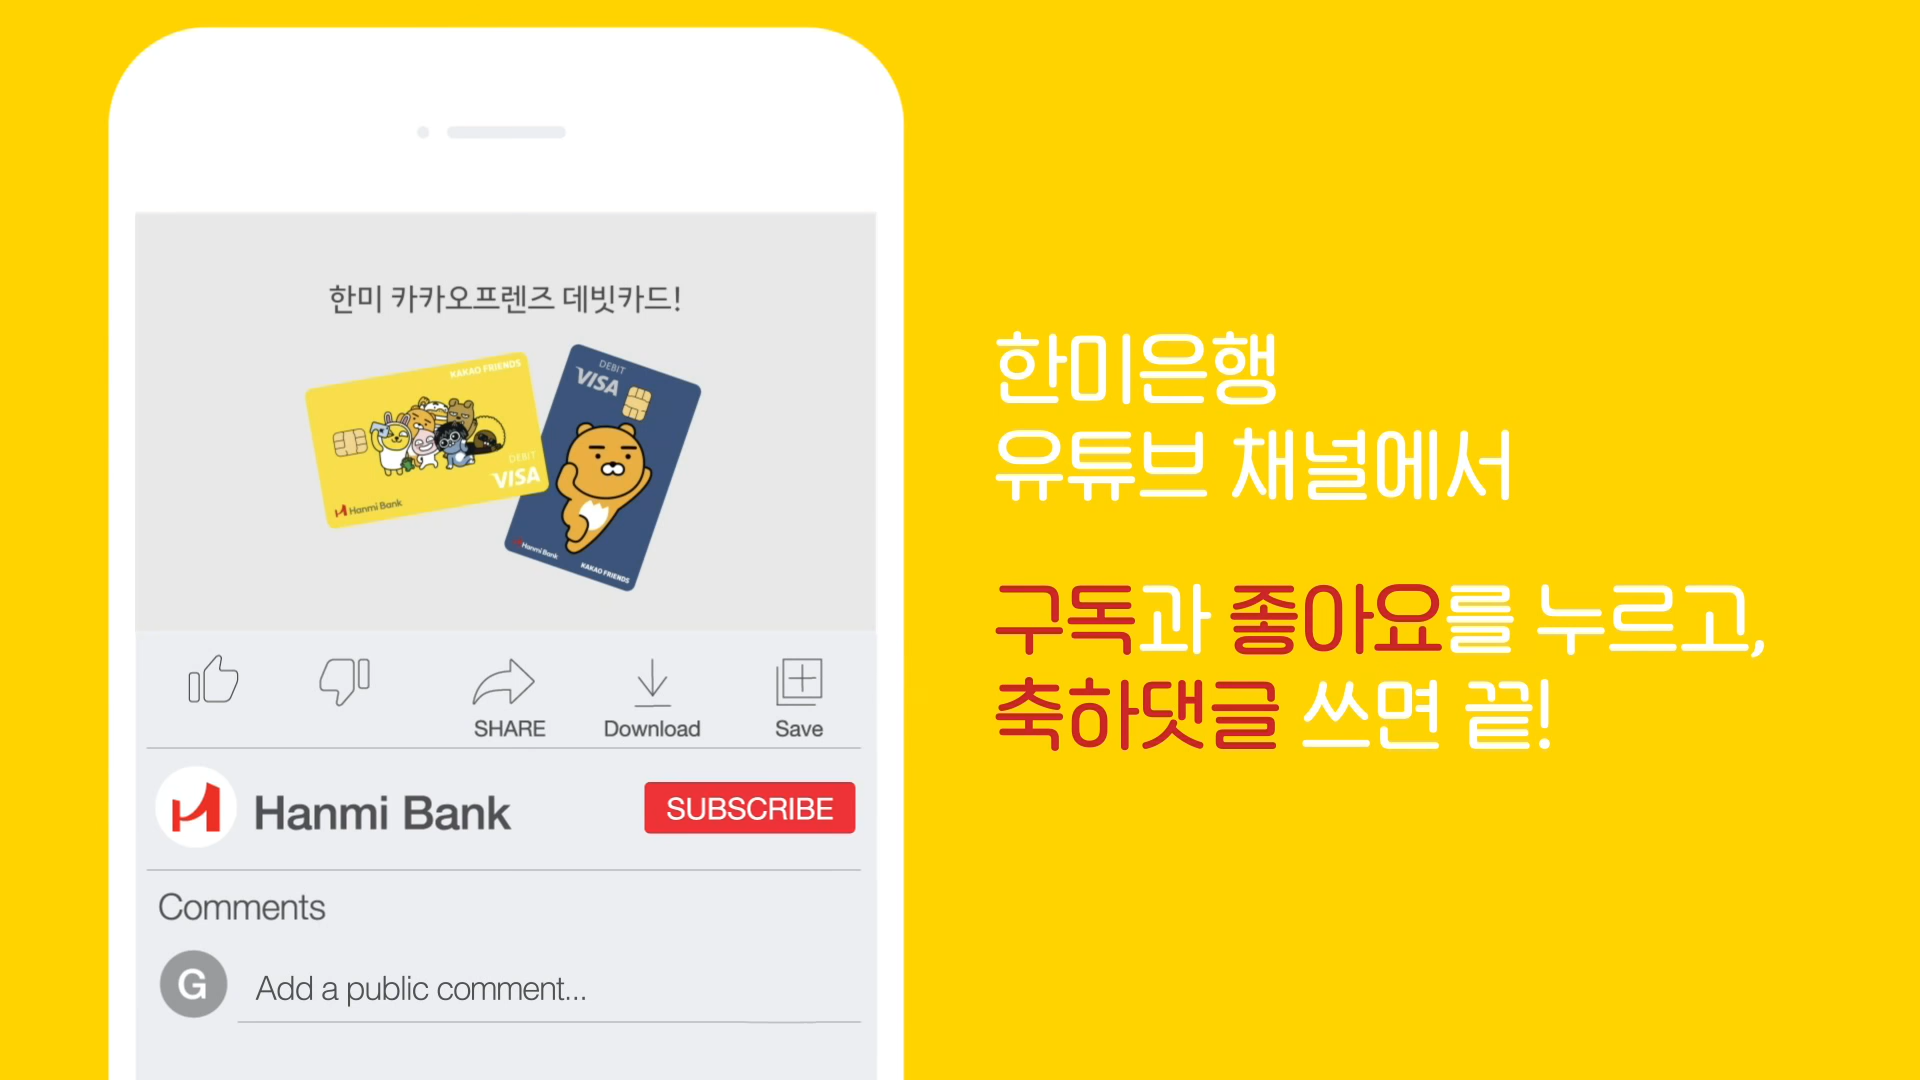 한미 카카오프렌즈 데빗카드!
KAKAO FRIENDS
DEBIT
VISA
Hanmi Bank
DEBIT
VISA
Hanmi Bank
KAKAO FRIENDS
SHARE
Download
Save
Hanmi Bank
SUBSCRIBE
Comments
G
Add a public comment...
한미은행
유튜브 채널에서
구독과 좋아요를 누르고,
축하댓글 쓰면 끝!